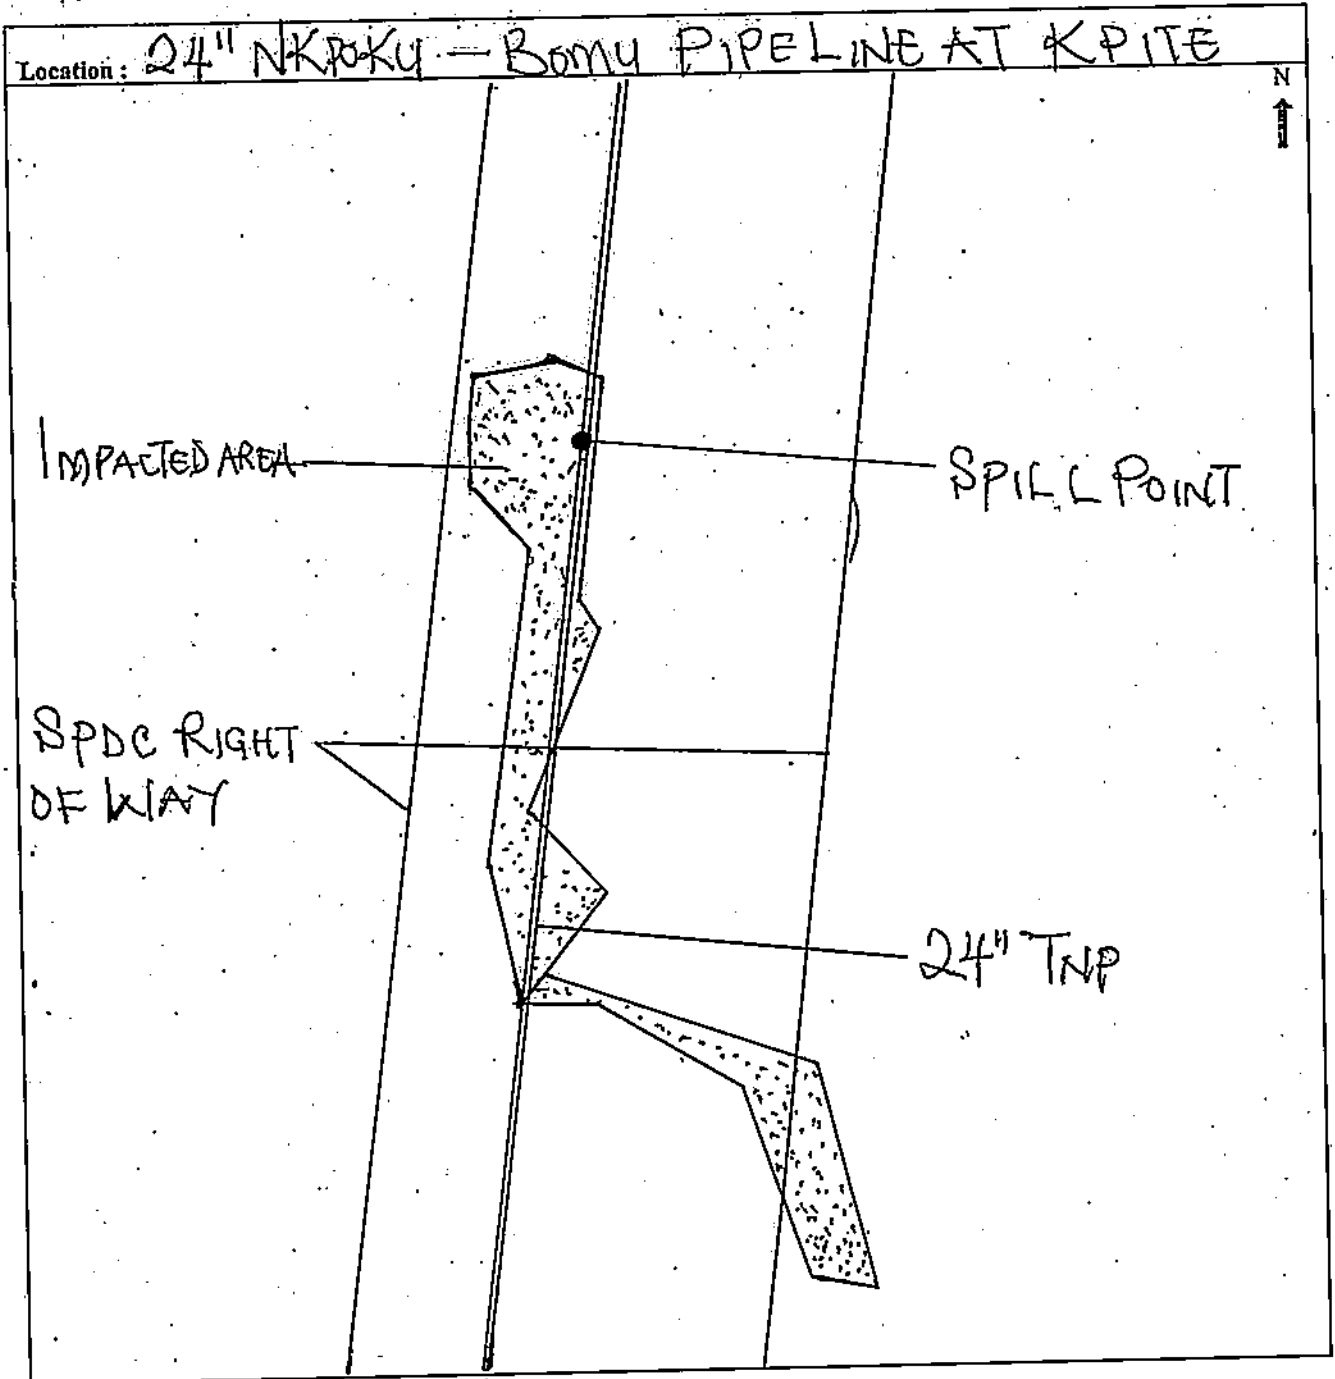 Location: 24" NKPOKU - BOMU PIPELINE AT KPITE
N
IMPACTED AREA
SPILL POINT
SPDC RIGHT
OF WAY
24" TNP